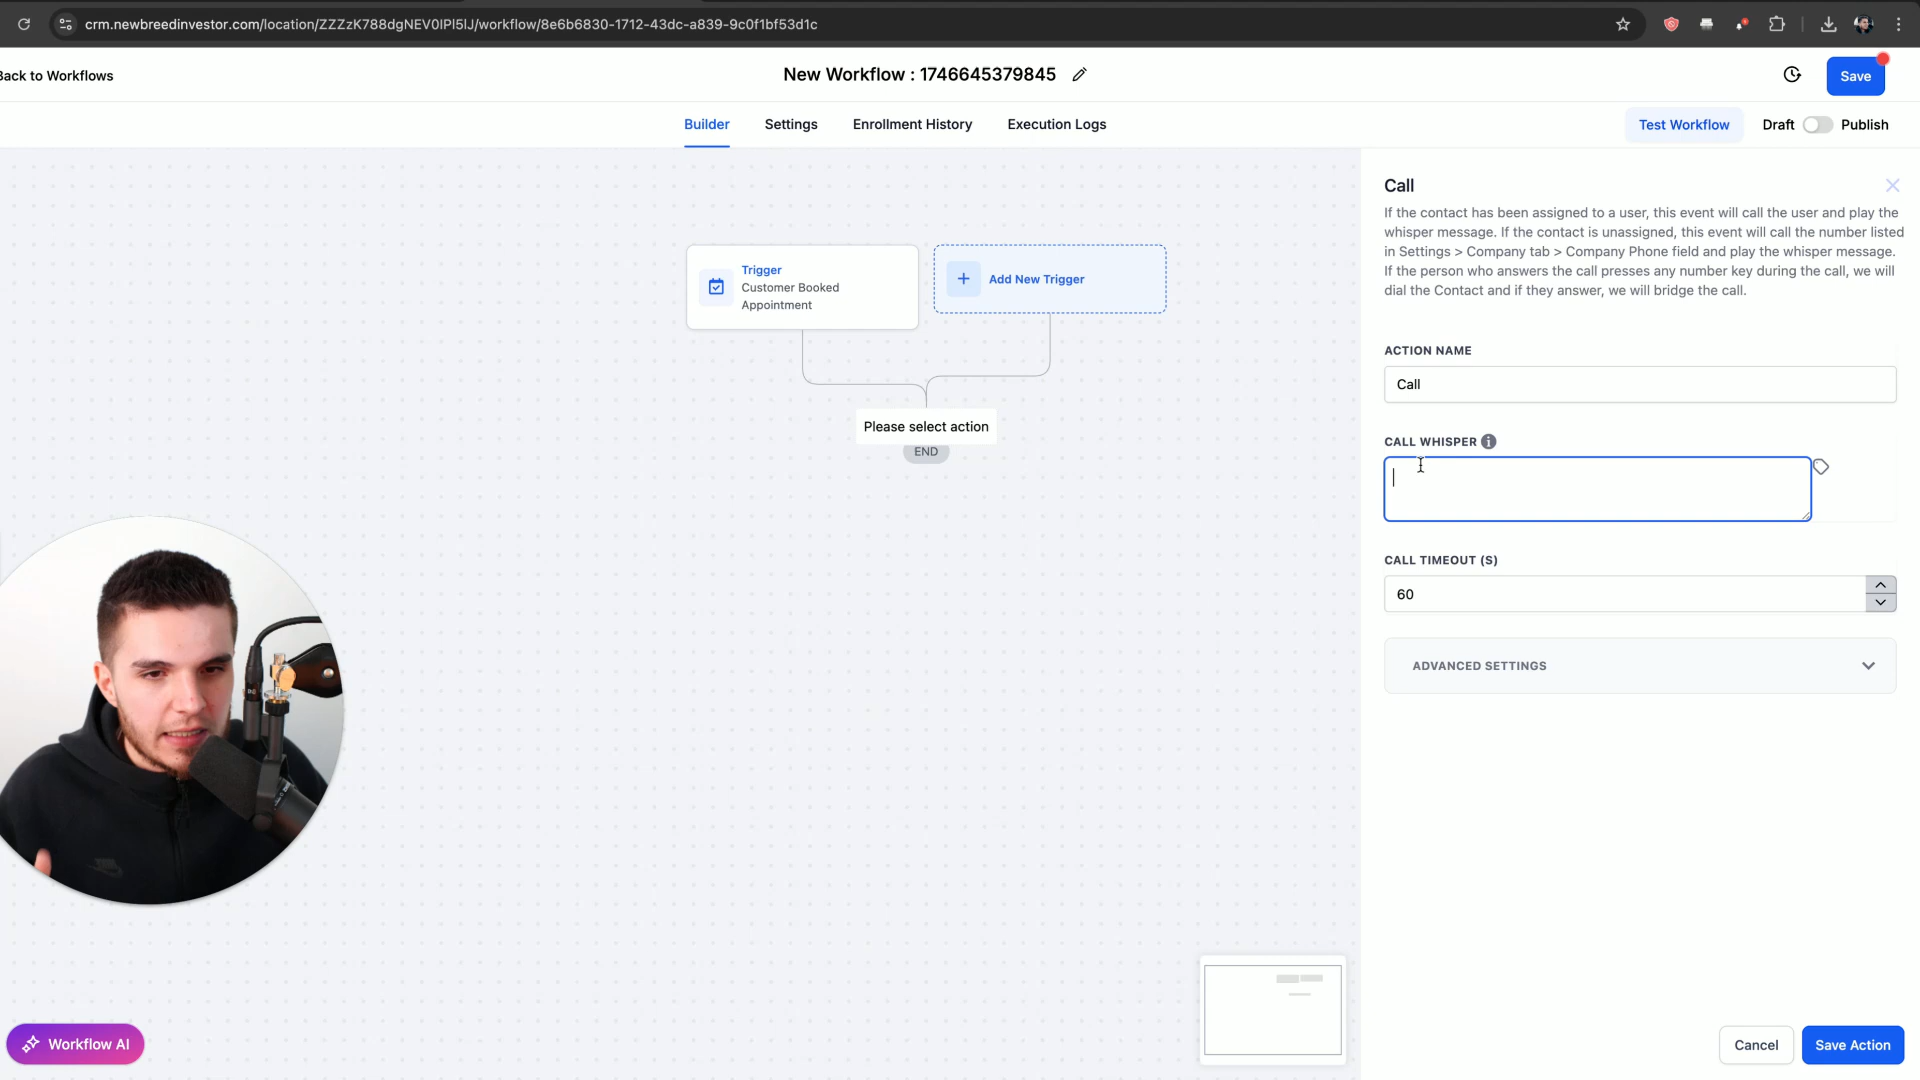 crm.newbreedinvestor.com/location/ZZZzK788dgNEV0IPl5IJ/workflow/8e6b6830-1712-43dc-a839-9c0f1bf53d1c
Back to Workflows
New Workflow : 1746645379845
Save
Builder
Settings
Enrollment History
Execution Logs
Test Workflow
Draft
Publish
Trigger
Customer Booked
Appointment
Add New Trigger
Please select action
END
Call
If the contact has been assigned to a user, this event will call the user and play the
whisper message. If the contact is unassigned, this event will call the number listed
in Settings > Company tab > Company Phone field and play the whisper message.
If the person who answers the call presses any number key during the call, we will
dial the Contact and if they answer, we will bridge the call.
ACTION NAME
Call
CALL WHISPER
CALL TIMEOUT (S)
60
ADVANCED SETTINGS
Workflow AI
Cancel
Save Action